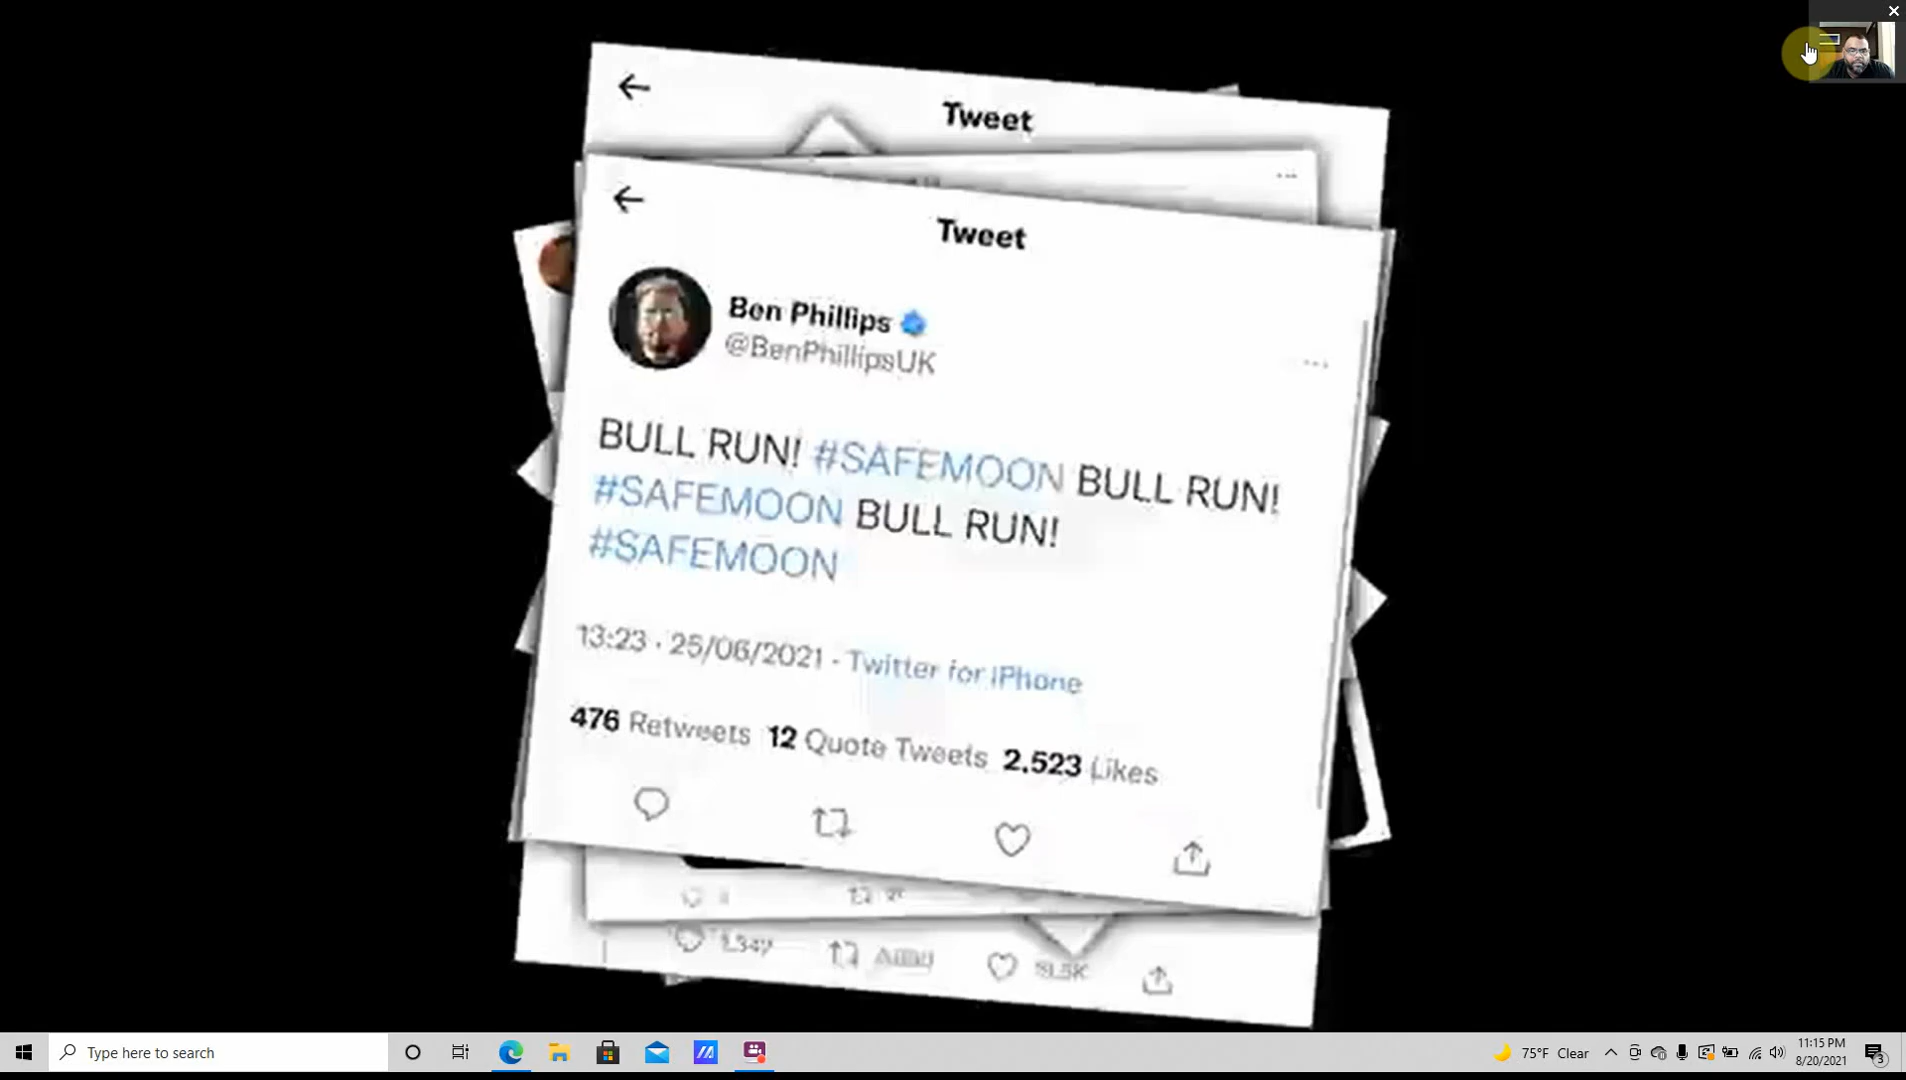 Tweet
Tweet
Ben Phillips
@BenPhillipsUK
BULL RUN! #SAFEMOON BULL RUN!
#SAFEMOON BULL RUN!
#SAFEMOON
13:23 · 25/06/2021 · Twitter for iPhone
476 Retweets 12 Quote Tweets 2,523 Likes
Type here to search
75°F Clear
11:15 PM
8/20/2021
3